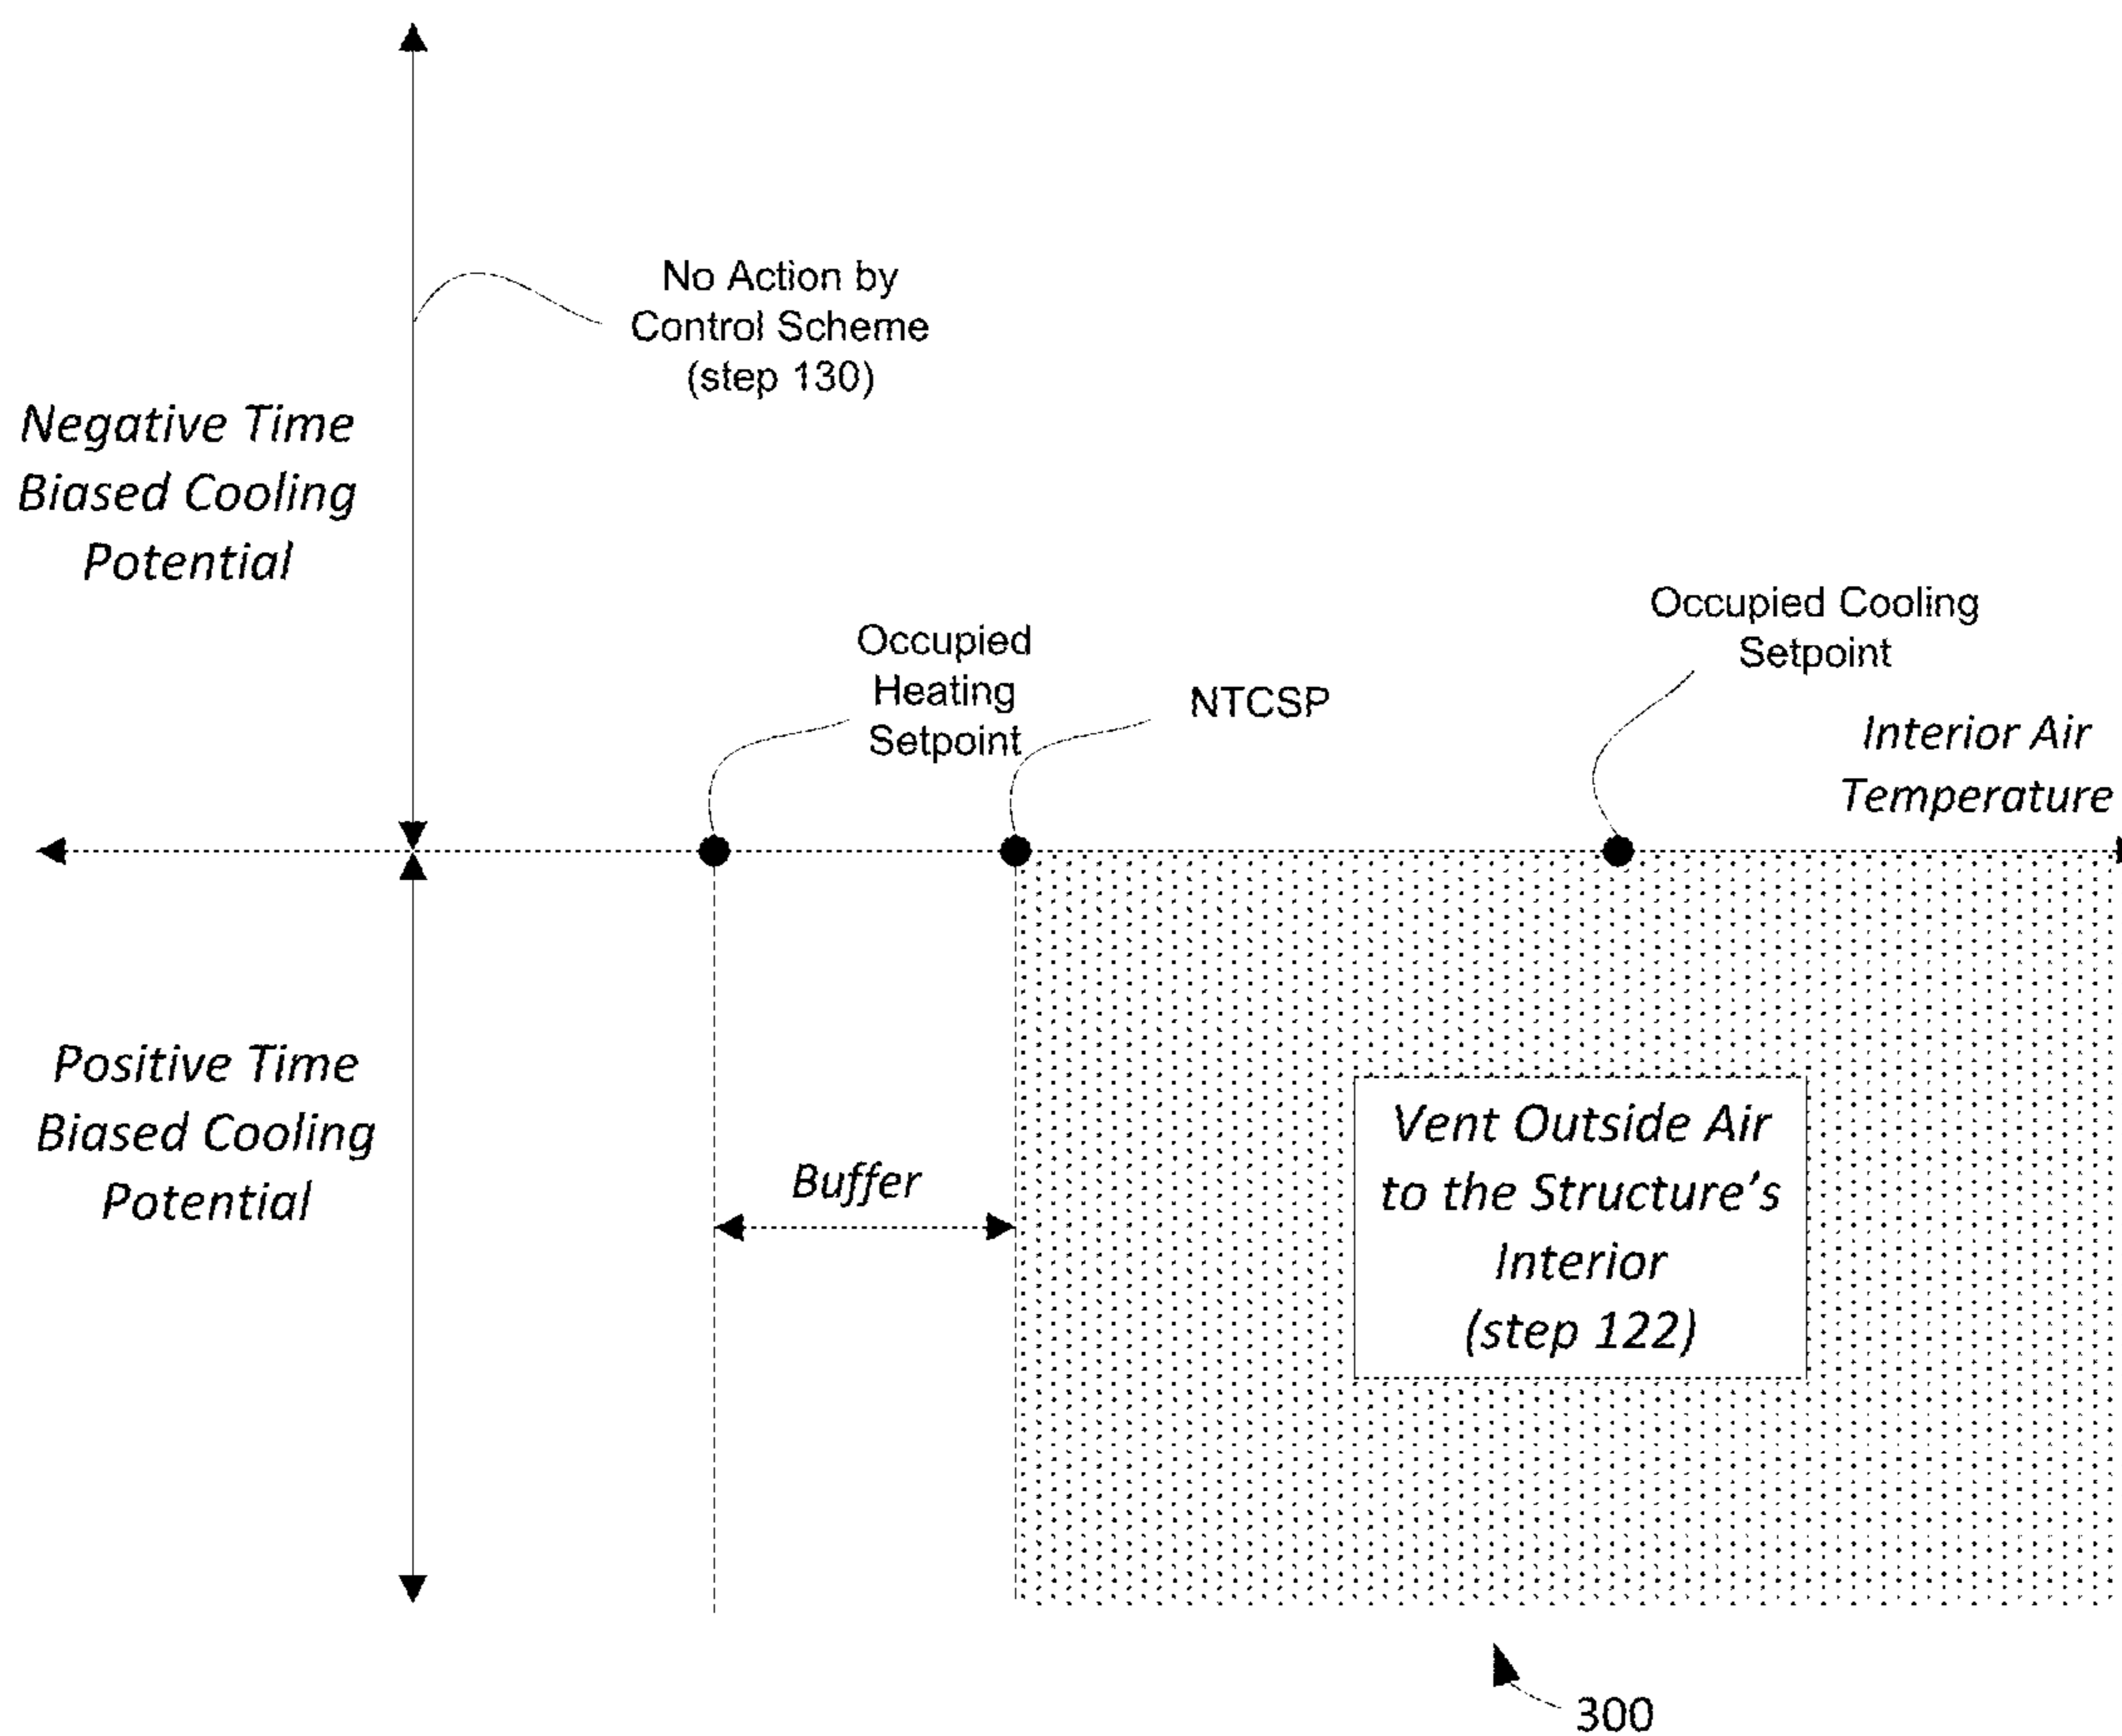 No Action by
Control Scheme
(step 130)
Negative Time
Biased Cooling
Potential
Occupied
Heating
Setpoint
NTCSP
Occupied Cooling
Setpoint
Interior Air
Temperature
Positive Time
Biased Cooling
Potential
Buffer
Vent Outside Air
to the Structure’s
Interior
(step 122)
300